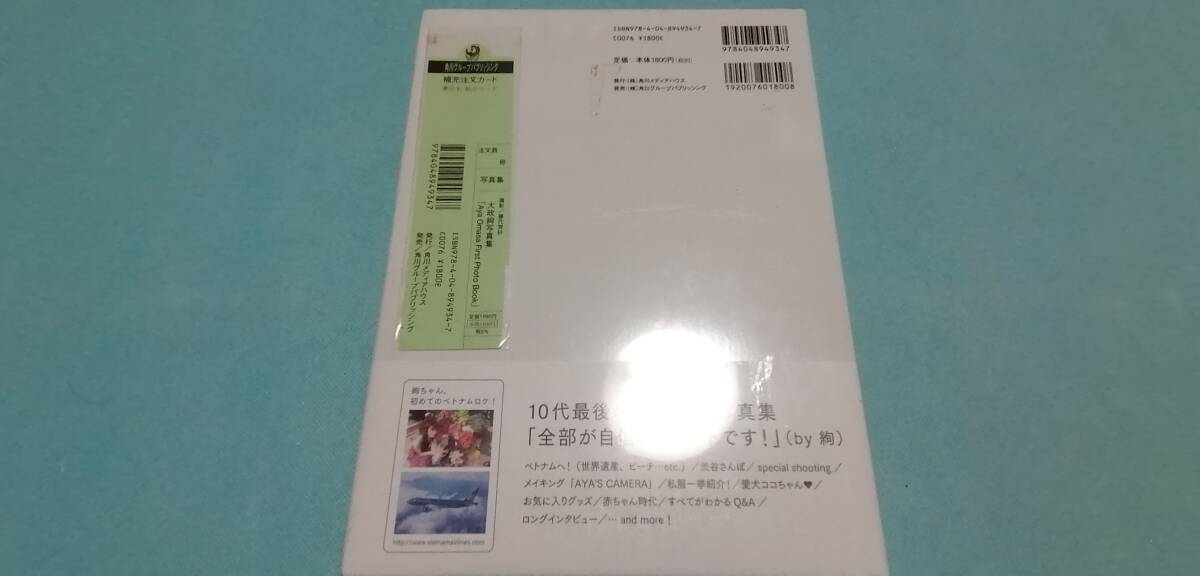 ISBN978-4-04-894934-7
C0076 ¥1800E
9784048949347
定価：本体1800円(税別)
発行：(株)角川メディアハウス
発売：(株)角川グループパブリッシング
1920076018008
角川グループパブリッシング
補充注文カード
注文数
冊
写真集
大政絢写真集
「Aya Omasa First Photo Book」
9784048949347
ISBN978-4-04-894934-7
C0076 ¥1800E
発行／角川メディアハウス
発売／角川グループパブリッシング
絢ちゃん、
初めてのベトナムロケ！
http://www.vietnamairlines.com
10代最後 真集
「全部が自 です！」（by 絢）
ベトナムへ！（世界遺産、ビーチ…etc.）／渋谷さんぽ／special shooting／
メイキング「AYA'S CAMERA」／私服一挙紹介！／愛犬ココちゃん♥／
お気に入りグッズ／赤ちゃん時代／すべてがわかるQ&A／
ロングインタビュー／… and more！